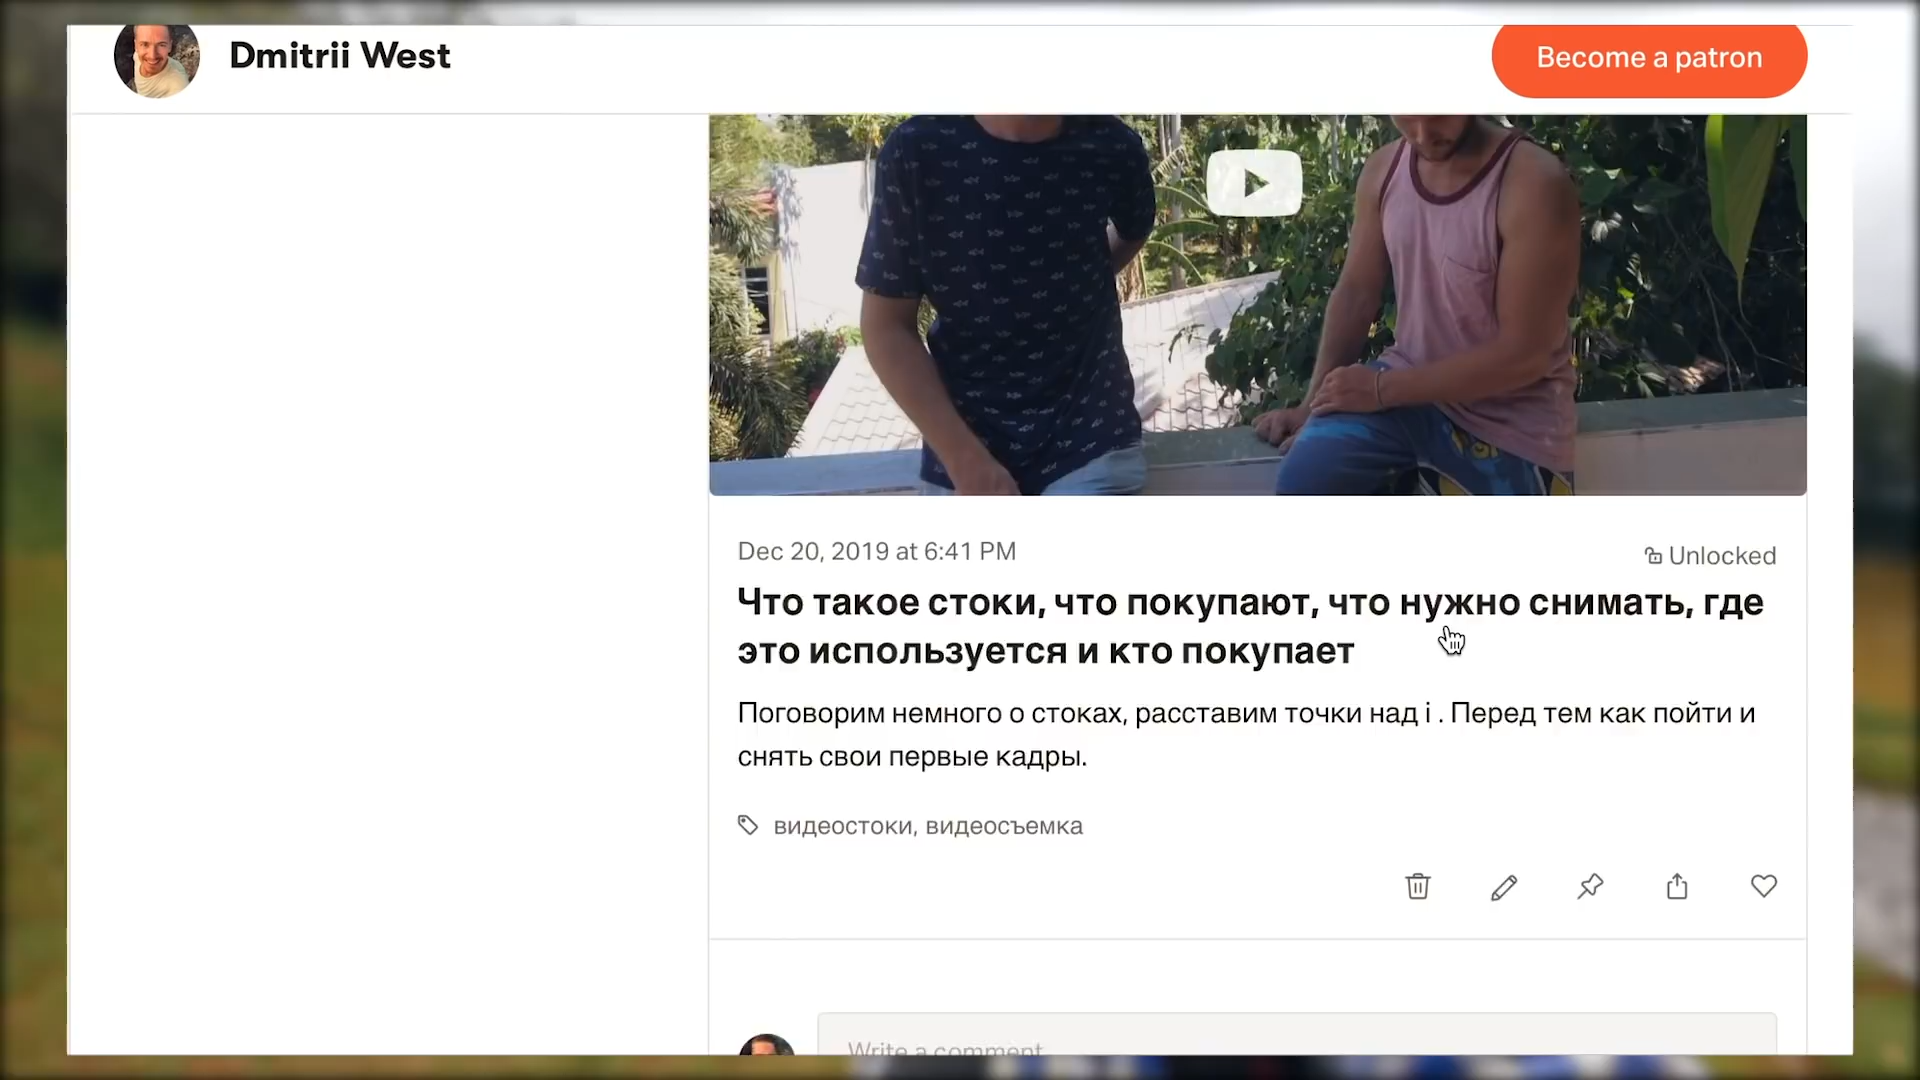 Dmitrii West
Become a patron
Dec 20, 2019 at 6:41 PM
Unlocked
Что такое стоки, что покупают, что нужно снимать, где
это используется и кто покупает
Поговорим немного о стоках, расставим точки над i . Перед тем как пойти и
снять свои первые кадры.
видеостоки, видеосъемка
Write a comment